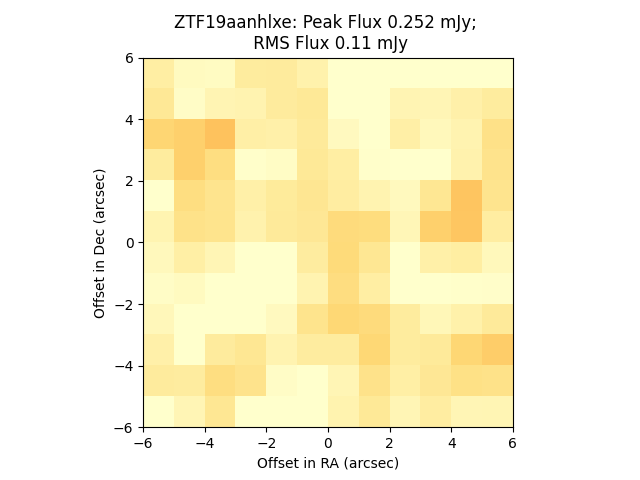 ZTF19aanhlxe: Peak Flux 0.252 mJy;
RMS Flux 0.11 mJy
6
4
2
0
−2
−4
−6
Offset in Dec (arcsec)
−6 −4 −2 0 2 4 6
Offset in RA (arcsec)